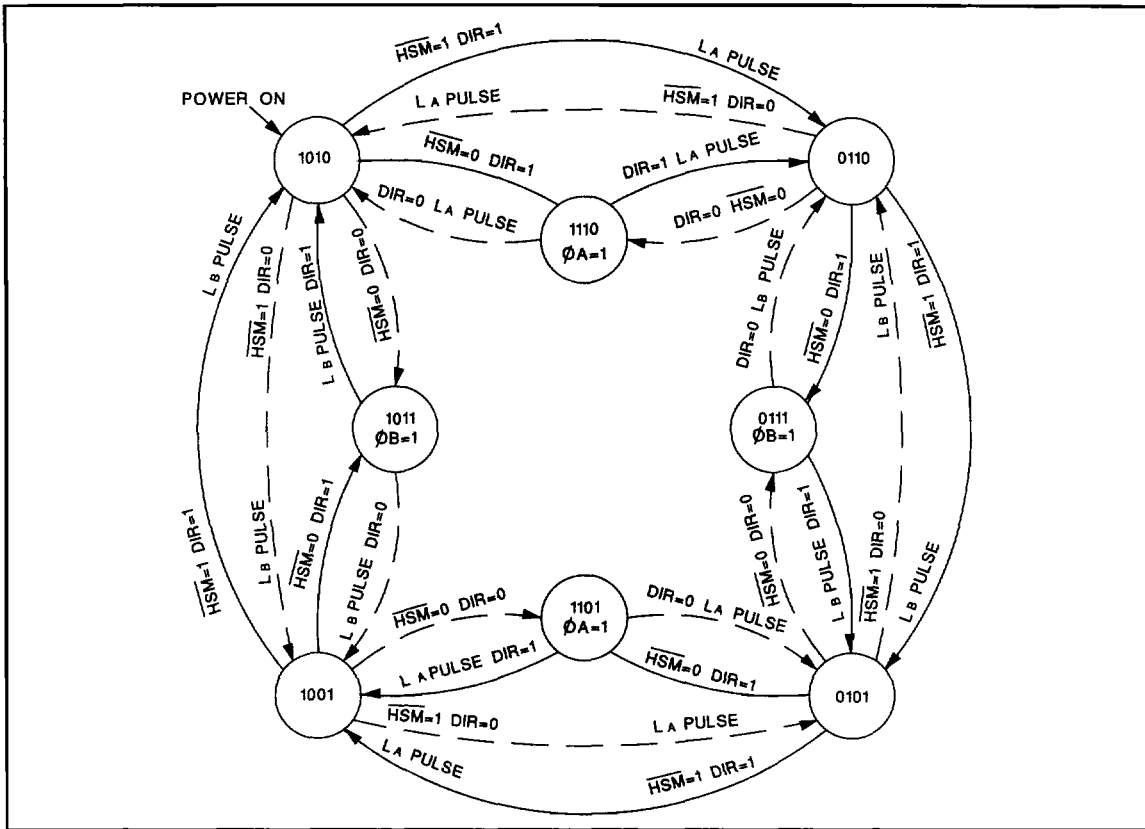 HSM=1 DIR=1
LA PULSE
POWER ON
LA PULSE
HSM=1 DIR=0
1010
HSM=0 DIR=1
DIR=1 LA PULSE
0110
DIR=0 LA PULSE
1110
ØA=1
DIR=0 HSM=0
LB PULSE
HSM=1 DIR=0
LB PULSE DIR=1
HSM=0 DIR=0
DIR=0 LB PULSE
HSM=0 DIR=1
LB PULSE
HSM=1 DIR=1
1011
ØB=1
0111
ØB=1
HSM=1 DIR=1
LB PULSE
HSM=0 DIR=1
LB PULSE DIR=0
HSM=0 DIR=0
LB PULSE DIR=1
HSM=1 DIR=0
LB PULSE
HSM=0 DIR=0
1101
ØA=1
DIR=0 LA PULSE
LA PULSE DIR=1
HSM=0 DIR=1
1001
0101
HSM=1 DIR=0
LA PULSE
LA PULSE
HSM=1 DIR=1